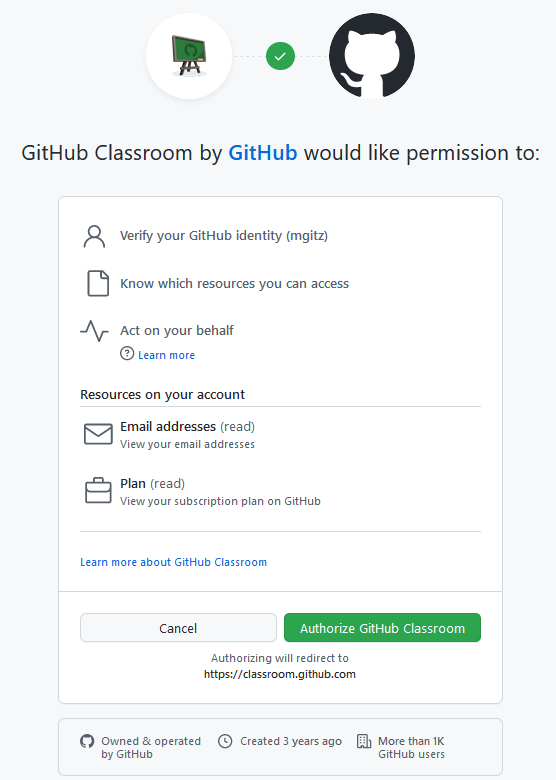 GitHub Classroom by GitHub would like permission to:
Verify your GitHub identity (mgitz)
Know which resources you can access
Act on your behalf
Learn more
Resources on your account
Email addresses (read)
View your email addresses
Plan (read)
View your subscription plan on GitHub
Learn more about GitHub Classroom
Cancel
Authorize GitHub Classroom
Authorizing will redirect to
https://classroom.github.com
Owned & operated
by GitHub
Created 3 years ago
More than 1K
GitHub users